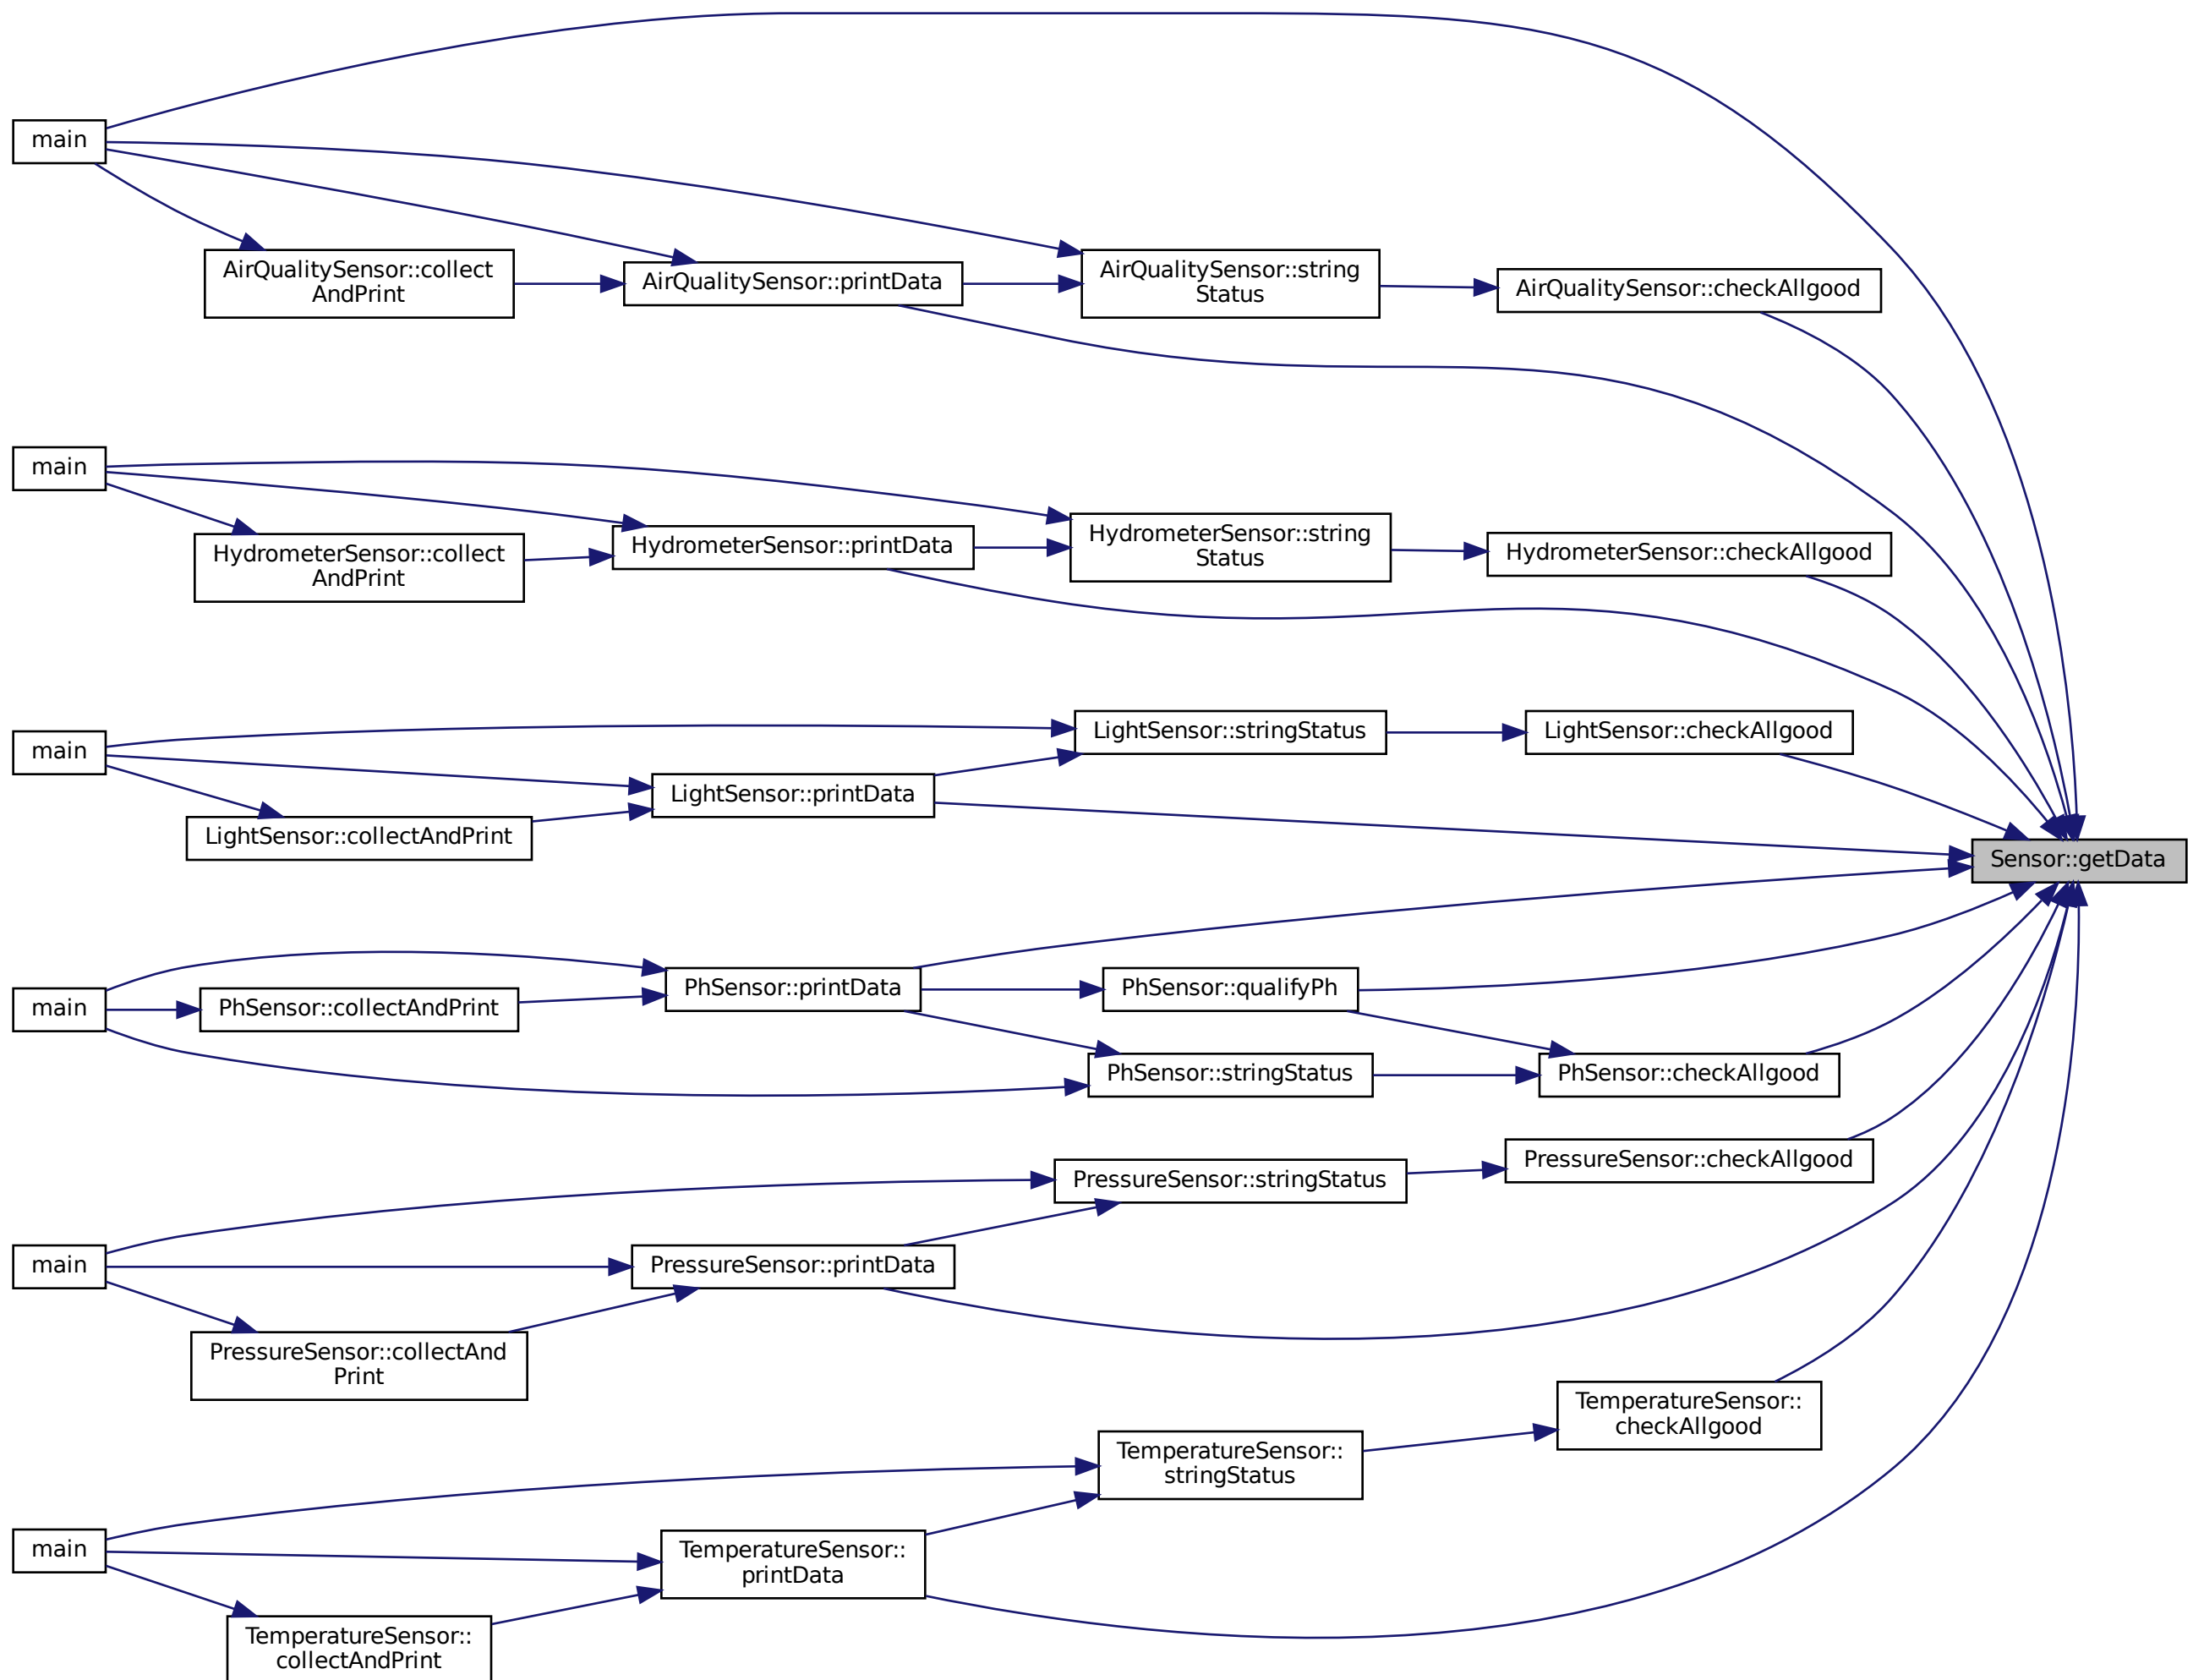 main
AirQualitySensor::collect
AndPrint
AirQualitySensor::printData
AirQualitySensor::string
Status
AirQualitySensor::checkAllgood
main
HydrometerSensor::collect
AndPrint
HydrometerSensor::printData
HydrometerSensor::string
Status
HydrometerSensor::checkAllgood
main
LightSensor::collectAndPrint
LightSensor::printData
LightSensor::stringStatus
LightSensor::checkAllgood
Sensor::getData
main
PhSensor::collectAndPrint
PhSensor::printData
PhSensor::qualifyPh
PhSensor::stringStatus
PhSensor::checkAllgood
main
PressureSensor::collectAnd
Print
PressureSensor::printData
PressureSensor::stringStatus
PressureSensor::checkAllgood
main
TemperatureSensor::
collectAndPrint
TemperatureSensor::
printData
TemperatureSensor::
stringStatus
TemperatureSensor::
checkAllgood